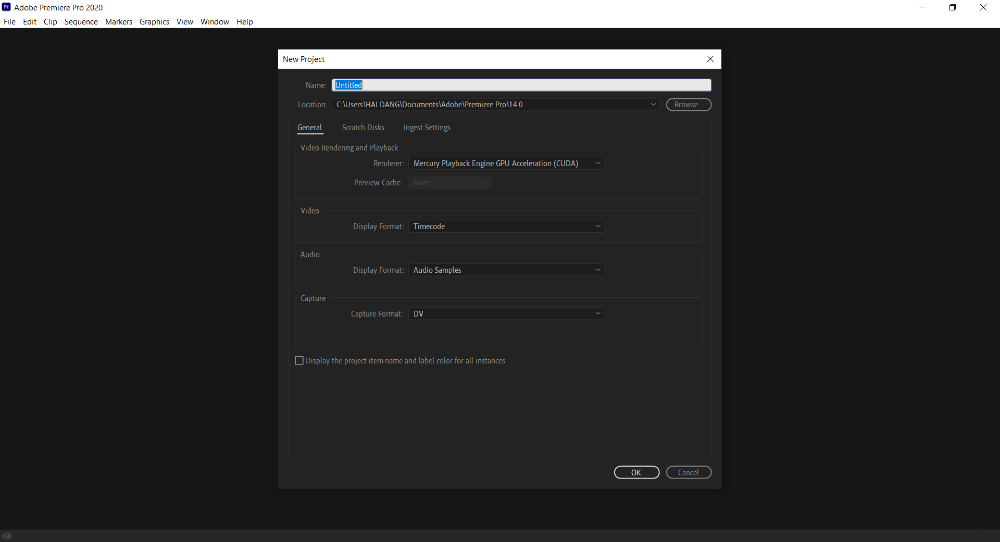 Pr Adobe Premiere Pro 2020
File Edit Clip Sequence Markers Graphics View Window Help
New Project
Name: Untitled
Location: C:\Users\HAI DANG\Documents\Adobe\Premiere Pro\14.0 Browse...
General Scratch Disks Ingest Settings
Video Rendering and Playback
Renderer: Mercury Playback Engine GPU Acceleration (CUDA)
Preview Cache: None
Video
Display Format: Timecode
Audio
Display Format: Audio Samples
Capture
Capture Format: DV
Display the project item name and label color for all instances
OK Cancel